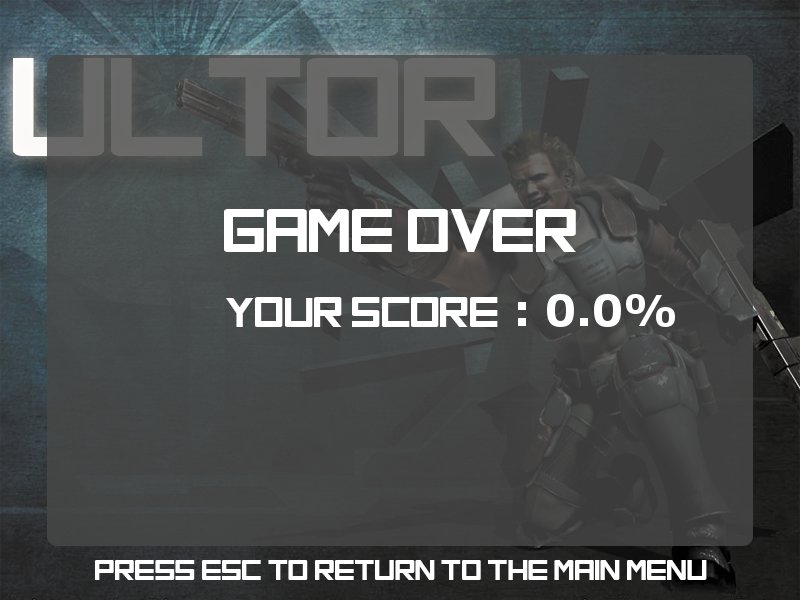 ULTOR
GAME OVER
YOUR SCORE : 0.0%
PRESS ESC TO RETURN TO THE MAIN MENU